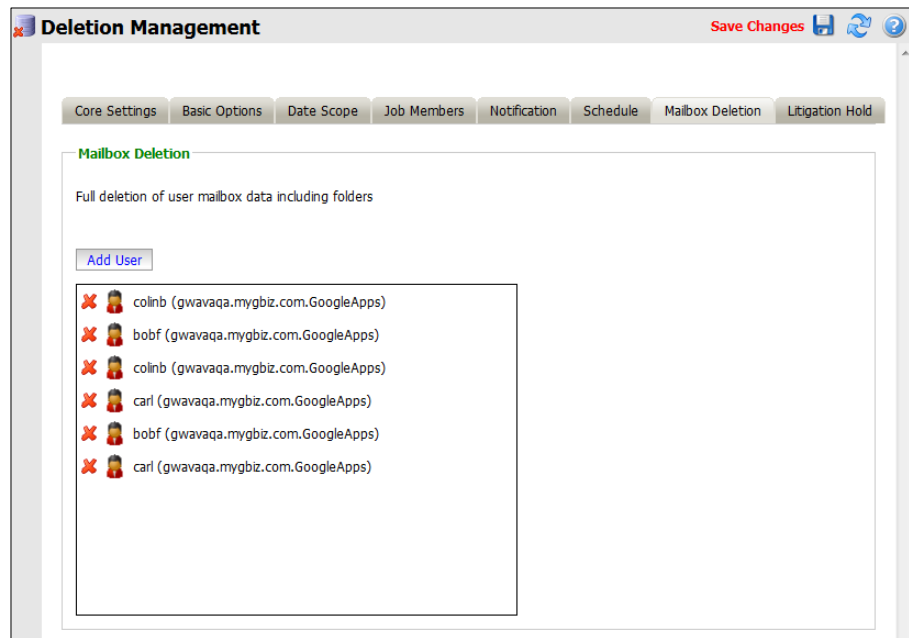 Deletion Management
Save Changes
Core Settings Basic Options Date Scope Job Members Notification Schedule Mailbox Deletion Litigation Hold
Mailbox Deletion
Full deletion of user mailbox data including folders
Add User
colinb (gwavaqa.mygbiz.com.GoogleApps)
bobf (gwavaqa.mygbiz.com.GoogleApps)
colinb (gwavaqa.mygbiz.com.GoogleApps)
carl (gwavaqa.mygbiz.com.GoogleApps)
bobf (gwavaqa.mygbiz.com.GoogleApps)
carl (gwavaqa.mygbiz.com.GoogleApps)